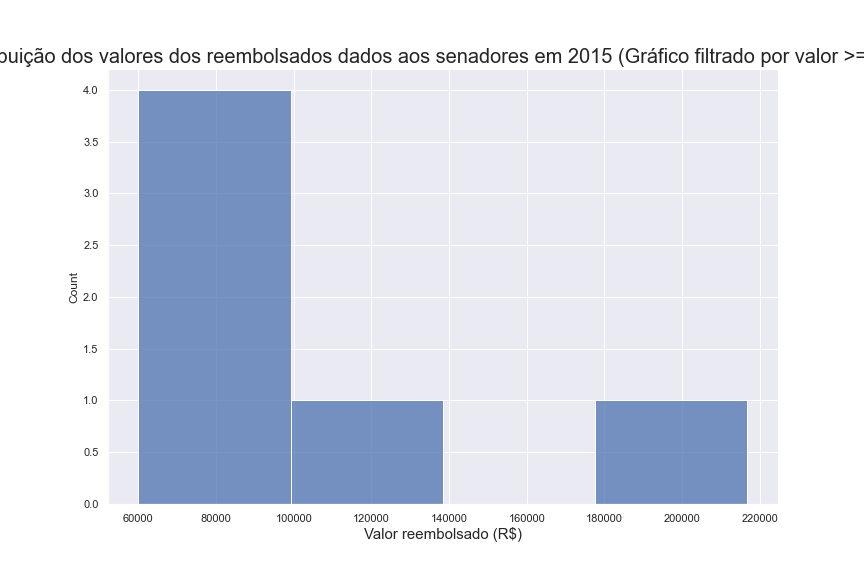 buição dos valores dos reembolsados dados aos senadores em 2015 (Gráfico filtrado por valor >=
4.0
3.5
3.0
2.5
2.0
1.5
1.0
0.5
0.0
Count
60000 80000 100000 120000 140000 160000 180000 200000 220000
Valor reembolsado (R$)